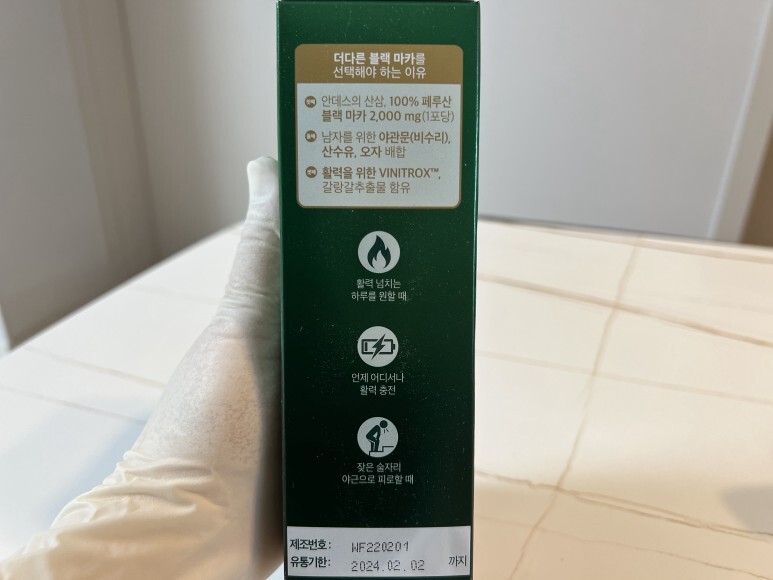 더다른 블랙 마카를
선택해야 하는 이유
안데스의 산삼, 100% 페루산
블랙 마카 2,000 mg(1포당)
남자를 위한 야관문(비수리),
산수유, 오자 배합
활력을 위한 VINITROX™,
갈랑갈추출물 함유
활력 넘치는
하루를 원할 때
언제 어디서나
활력 충전
잦은 술자리
야근으로 피로할 때
제조번호: WF220201
유통기한: 2024.02.02 까지